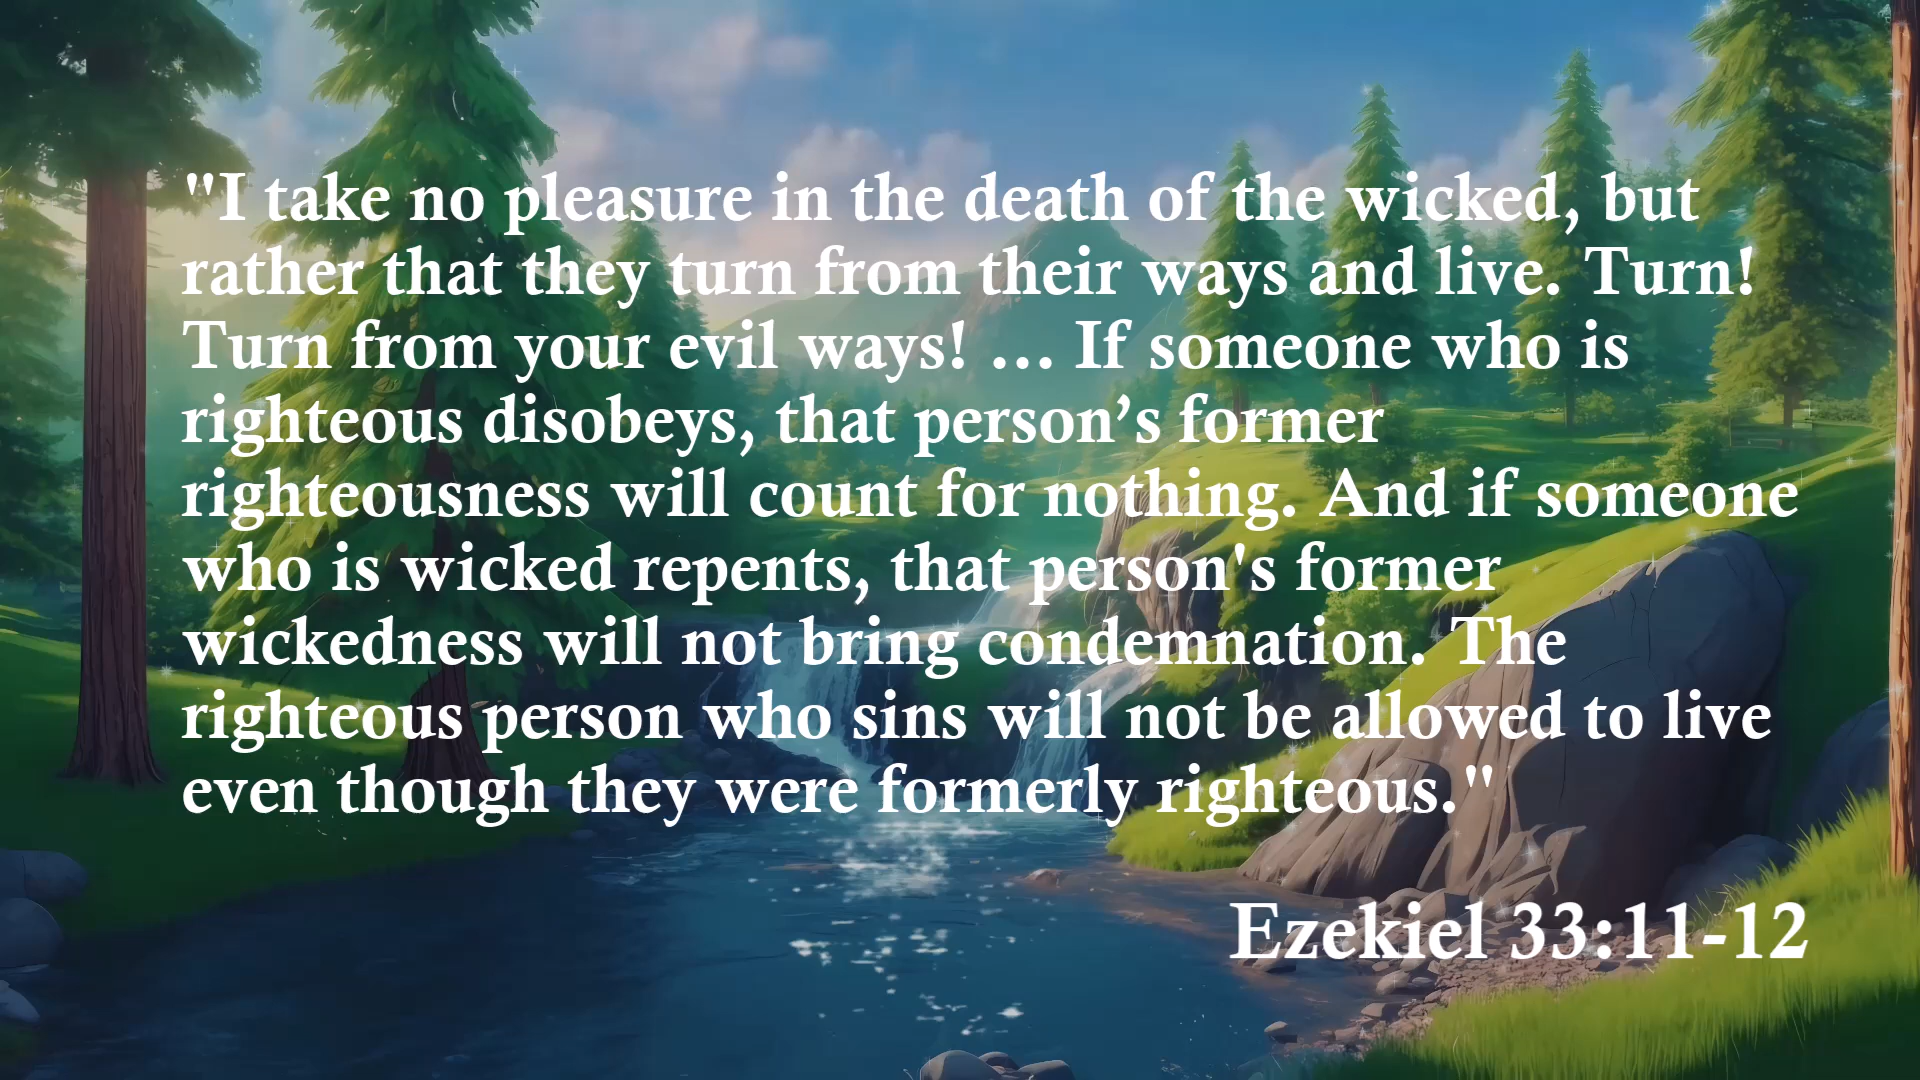 "I take no pleasure in the death of the wicked, but
rather that they turn from their ways and live. Turn!
Turn from your evil ways! … If someone who is
righteous disobeys, that person’s former
righteousness will count for nothing. And if someone
who is wicked repents, that person's former
wickedness will not bring condemnation. The
righteous person who sins will not be allowed to live
even though they were formerly righteous."
Ezekiel 33:11-12